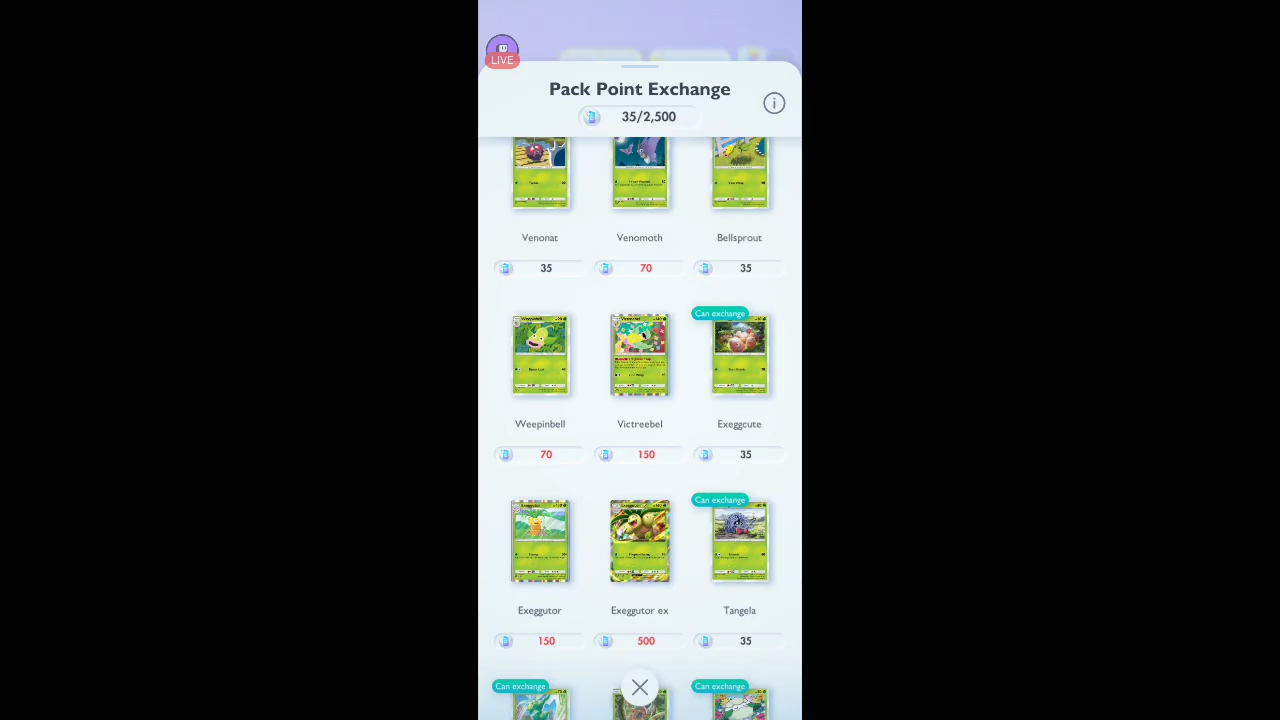 LIVE
Pack Point Exchange
35/2,500
Venonat
Venomoth
Bellsprout
35
70
35
Can exchange
Weepinbell
Victreebel
Exeggcute
70
150
35
Can exchange
Exeggutor
Exeggutor ex
Tangela
150
500
35
Can exchange
Can exchange